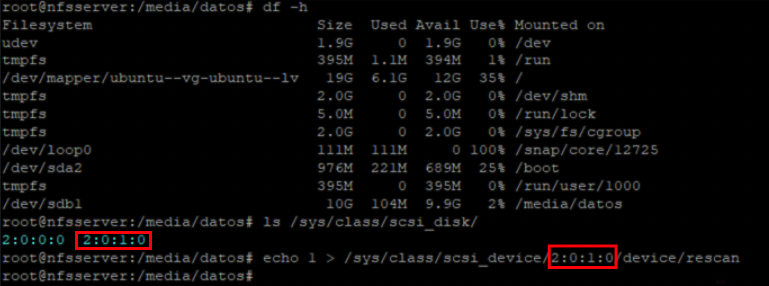 root@nfsserver:/media/datos# df -h
Filesystem                         Size  Used Avail Use% Mounted on
udev                               1.9G     0  1.9G   0% /dev
tmpfs                              395M  1.1M  394M   1% /run
/dev/mapper/ubuntu--vg-ubuntu--lv   19G  6.1G   12G  35% /
tmpfs                              2.0G     0  2.0G   0% /dev/shm
tmpfs                              5.0M     0  5.0M   0% /run/lock
tmpfs                              2.0G     0  2.0G   0% /sys/fs/cgroup
/dev/loop0                         111M  111M     0 100% /snap/core/12725
/dev/sda2                          976M  221M  689M  25% /boot
tmpfs                              395M     0  395M   0% /run/user/1000
/dev/sdb1                           10G  104M  9.9G   2% /media/datos
root@nfsserver:/media/datos# ls /sys/class/scsi_disk/
2:0:0:0  2:0:1:0
root@nfsserver:/media/datos# echo 1 > /sys/class/scsi_device/2:0:1:0/device/rescan
root@nfsserver:/media/datos#